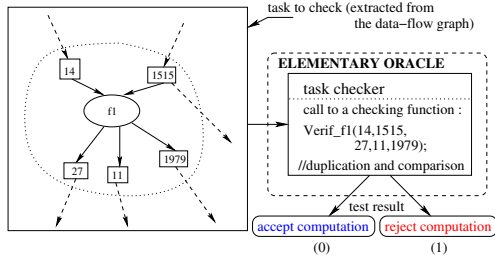 task to check (extracted from
the data-flow graph)
14
1515
f1
27
11
1979
ELEMENTARY ORACLE
task checker
call to a checking function :
Verif_f1(14,1515,
27,11,1979);
//duplication and comparison
test result
accept computation
reject computation
(0)
(1)